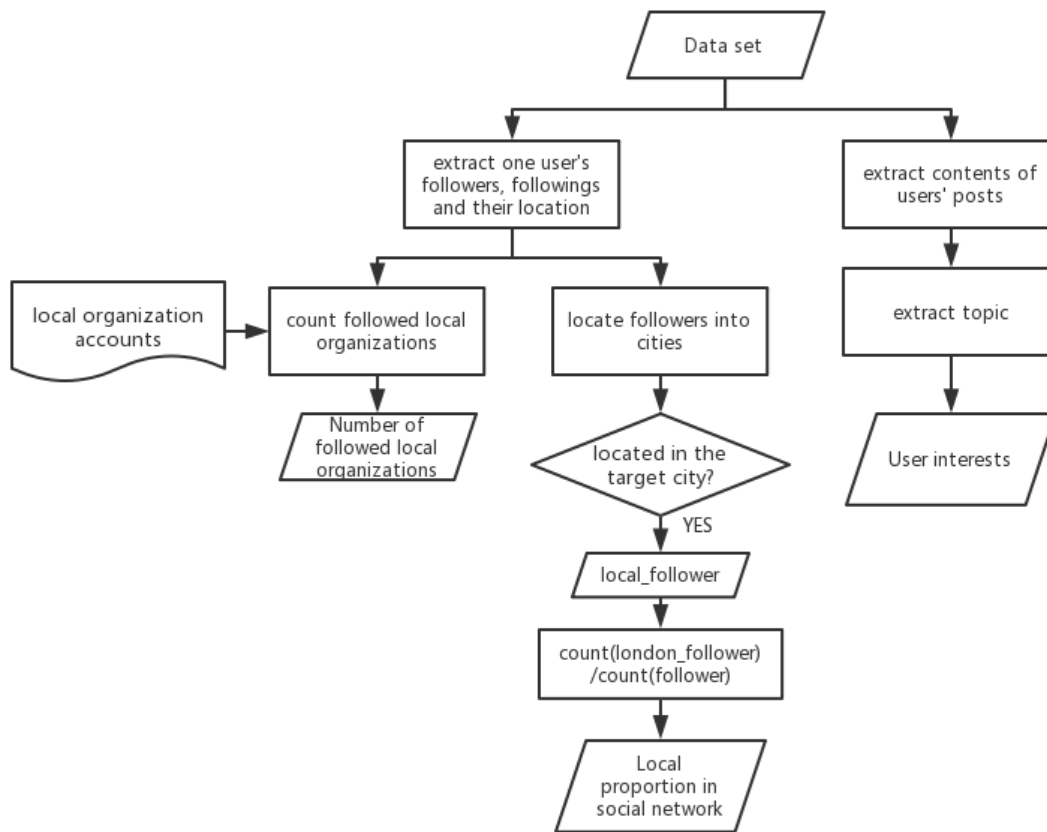 Data set
extract one user's
followers, followings
and their location
extract contents of
users' posts
local organization
accounts
count followed local
organizations
locate followers into
cities
extract topic
Number of
followed local
organizations
located in the
target city?
User interests
YES
local_follower
count(london_follower)
/count(follower)
Local
proportion in
social network